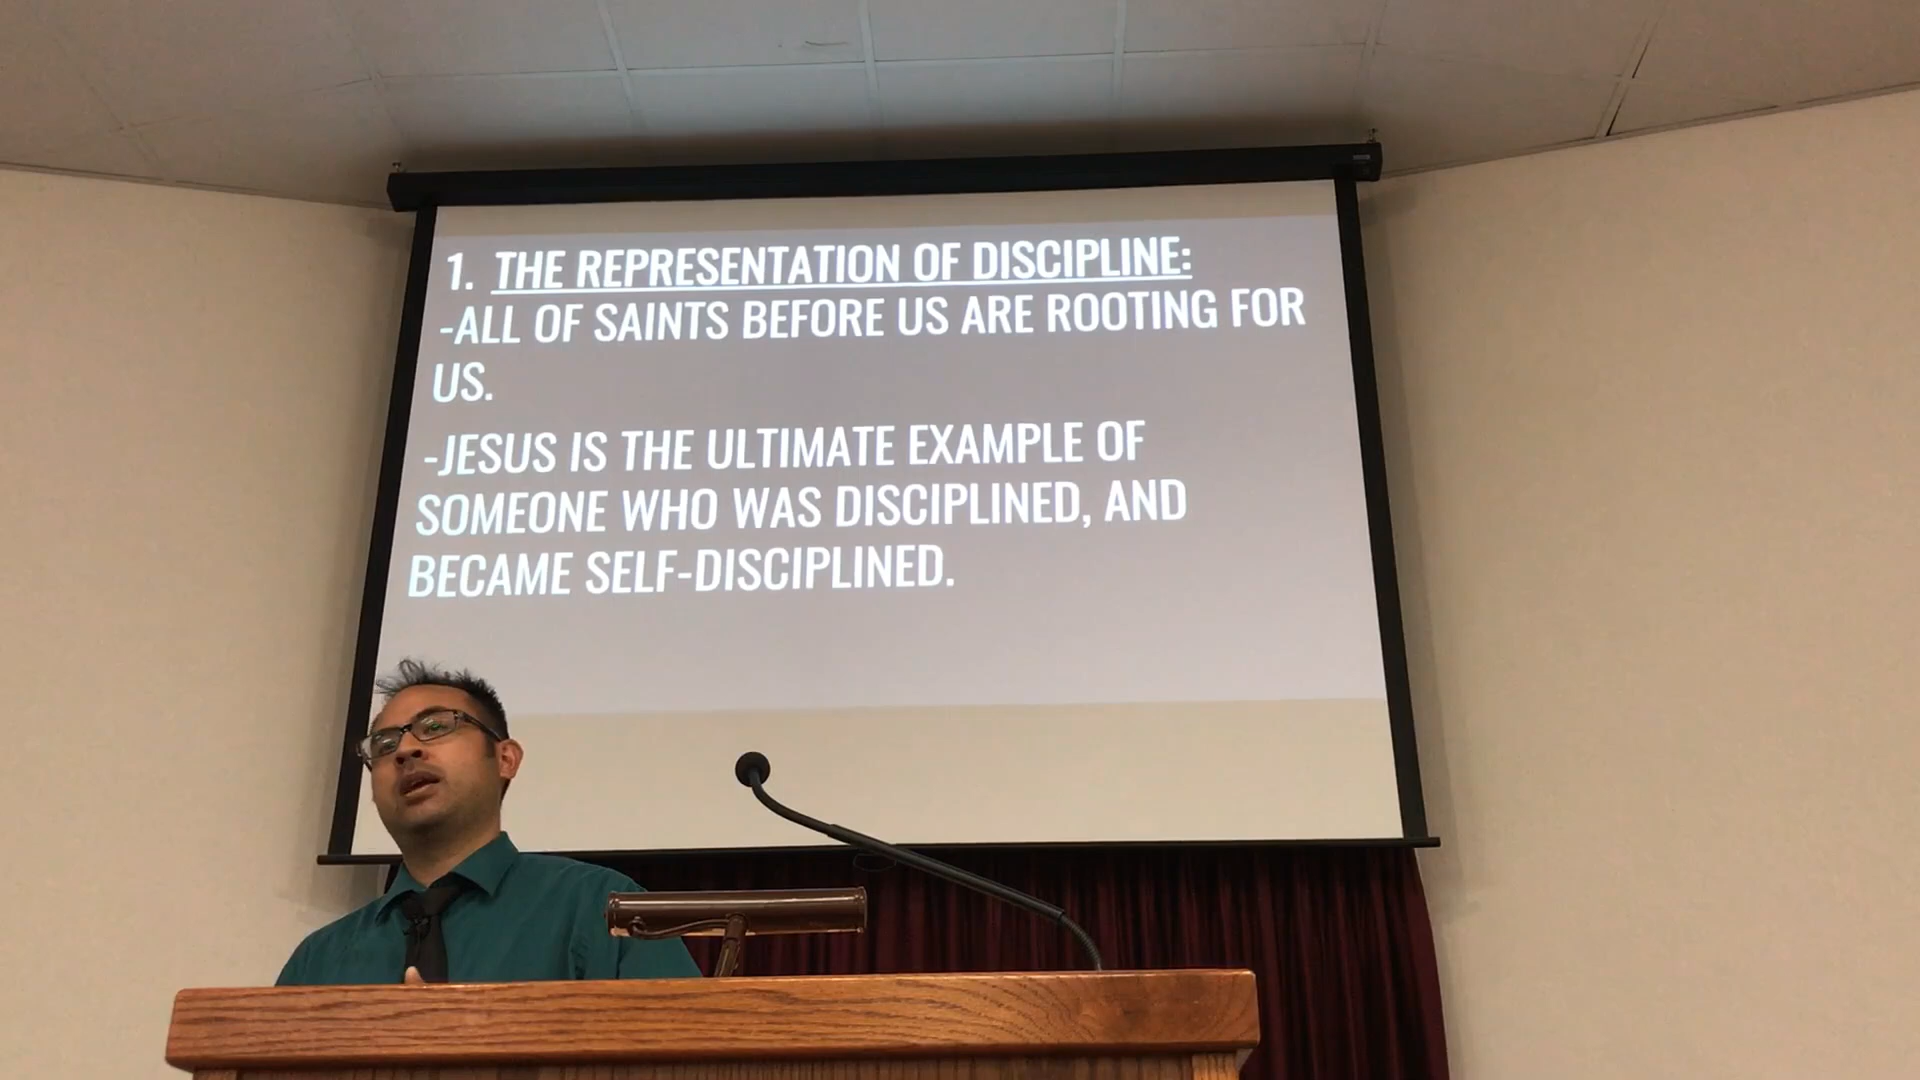 1. THE REPRESENTATION OF DISCIPLINE:
-ALL OF SAINTS BEFORE US ARE ROOTING FOR
US.
-JESUS IS THE ULTIMATE EXAMPLE OF
SOMEONE WHO WAS DISCIPLINED, AND
BECAME SELF-DISCIPLINED.